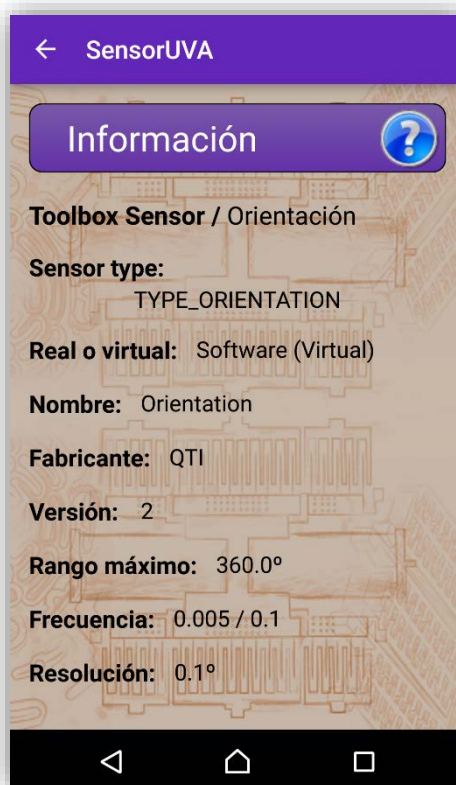 SensorUVA
Información
Toolbox Sensor / Orientación
Sensor type:
TYPE_ORIENTATION
Real o virtual: Software (Virtual)
Nombre: Orientation
Fabricante: QTI
Versión: 2
Rango máximo: 360.0º
Frecuencia: 0.005 / 0.1
Resolución: 0.1º